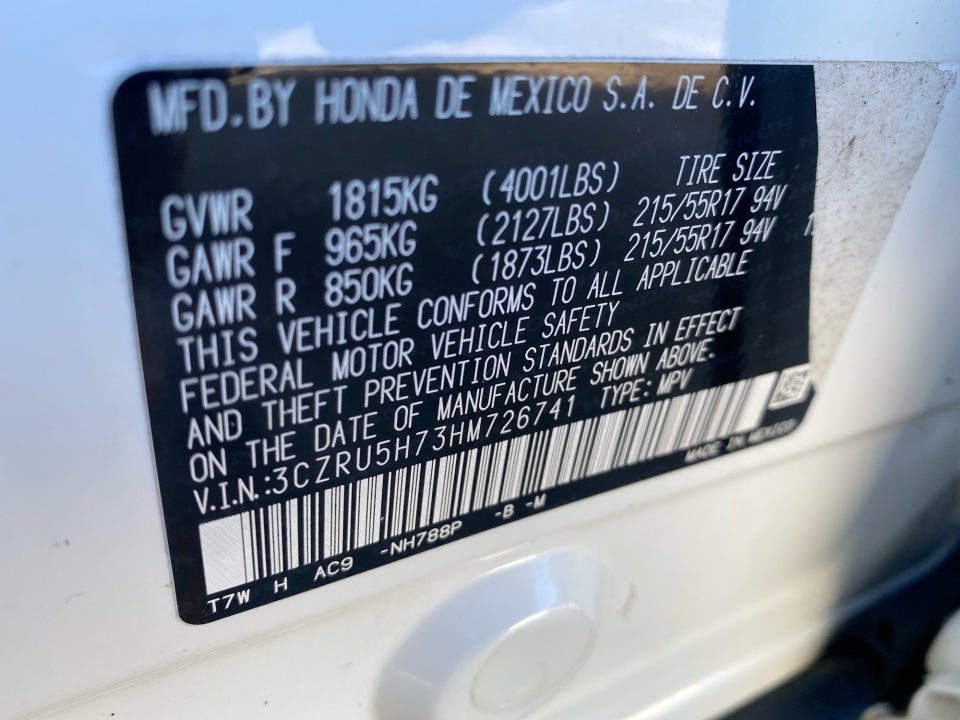 MFD.BY HONDA DE MEXICO S.A. DE C.V.
TIRE SIZE
GVWR 1815KG (4001LBS)
GAWR F 965KG (2127LBS) 215/55R17 94V
GAWR R 850KG (1873LBS) 215/55R17 94V
THIS VEHICLE CONFORMS TO ALL APPLICABLE
FEDERAL MOTOR VEHICLE SAFETY
AND THEFT PREVENTION STANDARDS IN EFFECT
ON THE DATE OF MANUFACTURE SHOWN ABOVE.
V.I.N.:3CZRU5H73HM726741 TYPE: MPV
MADE IN MEXICO
T7W H AC9 -NH788P -B -M